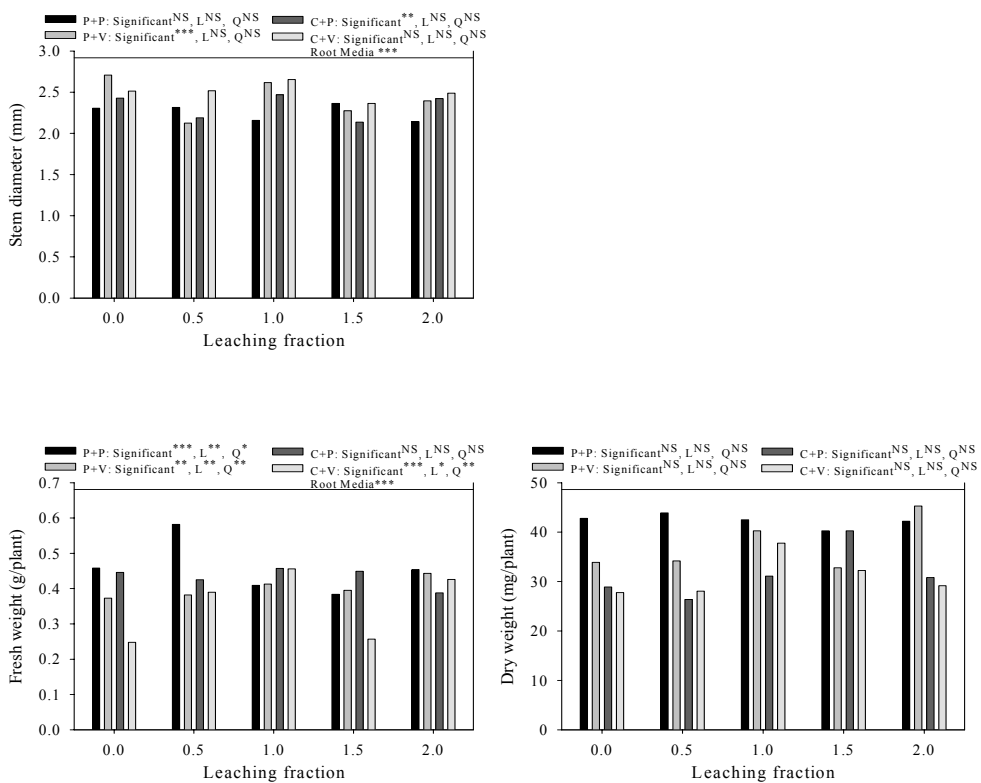 P+P: Significant^NS, L^NS, Q^NS C+P: Significant^**, L^NS, Q^NS
P+V: Significant^***, L^NS, Q^NS C+V: Significant^NS, L^NS, Q^NS
Root Media ***
3.0
2.5
2.0
1.5
1.0
0.5
0.0
Stem diameter (mm)
0.0 0.5 1.0 1.5 2.0
Leaching fraction
P+P: Significant^***, L^**, Q^* C+P: Significant^NS, L^NS, Q^NS
P+V: Significant^**, L^**, Q^** C+V: Significant^***, L^*, Q^**
Root Media***
0.7
0.6
0.5
0.4
0.3
0.2
0.1
0.0
Fresh weight (g/plant)
0.0 0.5 1.0 1.5 2.0
Leaching fraction
P+P: Significant^NS, L^NS, Q^NS C+P: Significant^NS, L^NS, Q^NS
P+V: Significant^NS, L^NS, Q^NS C+V: Significant^NS, L^NS, Q^NS
50
40
30
20
10
0
Dry weight (mg/plant)
0.0 0.5 1.0 1.5 2.0
Leaching fraction